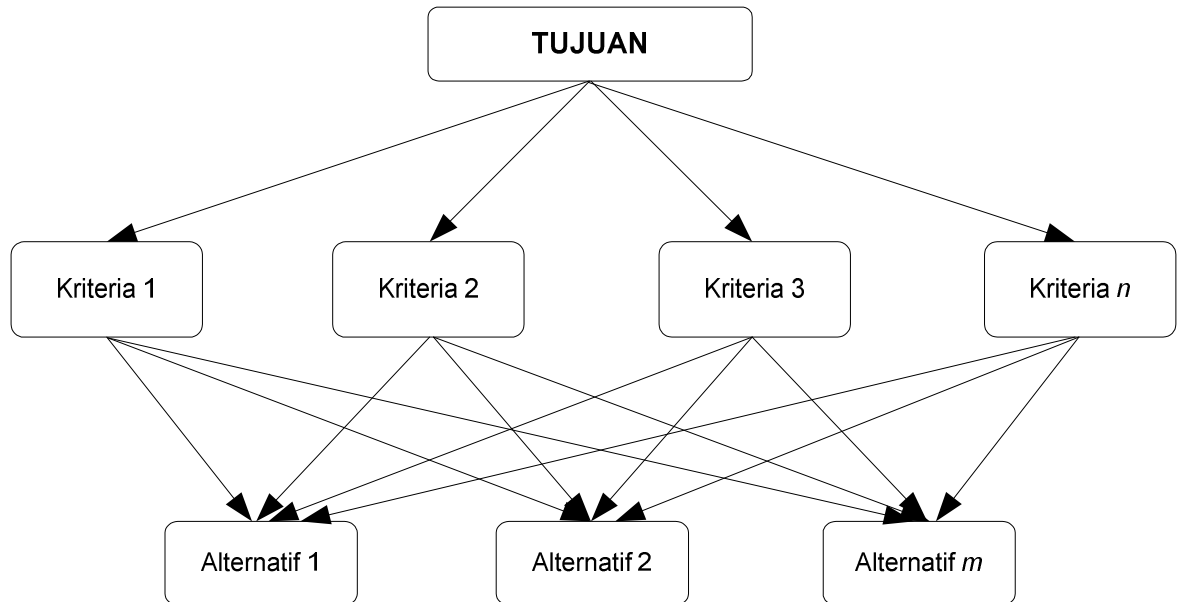 TUJUAN
Kriteria 1
Kriteria 2
Kriteria 3
Kriteria n
Alternatif 1
Alternatif 2
Alternatif m